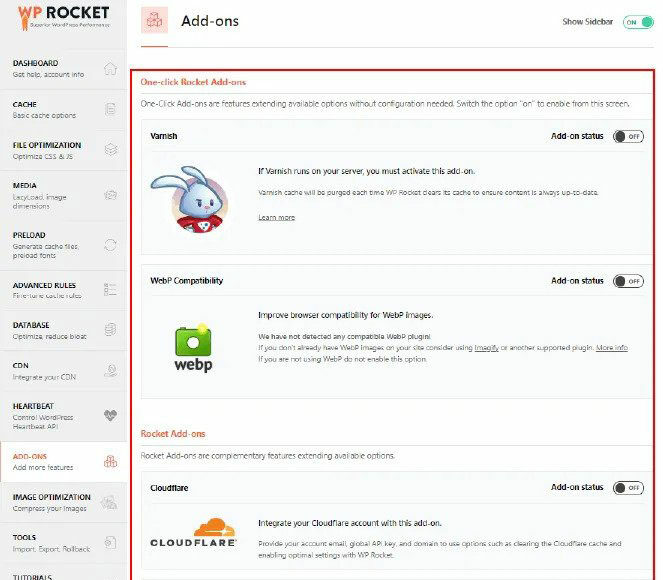 WP ROCKET
Superior WordPress Performance
DASHBOARD
Get help, account info
CACHE
Basic cache options
FILE OPTIMIZATION
Optimize CSS & JS
MEDIA
LazyLoad, image
dimensions
PRELOAD
Generate cache files,
preload fonts
ADVANCED RULES
Fine-tune cache rules
DATABASE
Optimize, reduce bloat
CDN
Integrate your CDN
HEARTBEAT
Control WordPress
Heartbeat API
ADD-ONS
Add more features
IMAGE OPTIMIZATION
Compress your images
TOOLS
Import, Export, Rollback
TUTORIALS
Add-ons
Show Sidebar ON
One-click Rocket Add-ons
One-Click Add-ons are features extending available options without configuration needed. Switch the option "on" to enable from this screen.
Varnish
Add-on status OFF
If Varnish runs on your server, you must activate this add-on.
Varnish cache will be purged each time WP Rocket clears its cache to ensure content is always up-to-date.
Learn more
WebP Compatibility
Add-on status OFF
webp
Improve browser compatibility for WebP images.
We have not detected any compatible WebP plugin!
If you don't already have WebP images on your site consider using Imagify or another supported plugin. More info
If you are not using WebP do not enable this option.
Rocket Add-ons
Rocket Add-ons are complementary features extending available options.
Cloudflare
Add-on status OFF
CLOUDFLARE
Integrate your Cloudflare account with this add-on.
Provide your account email, global API key, and domain to use options such as clearing the Cloudflare cache and
enabling optimal settings with WP Rocket.